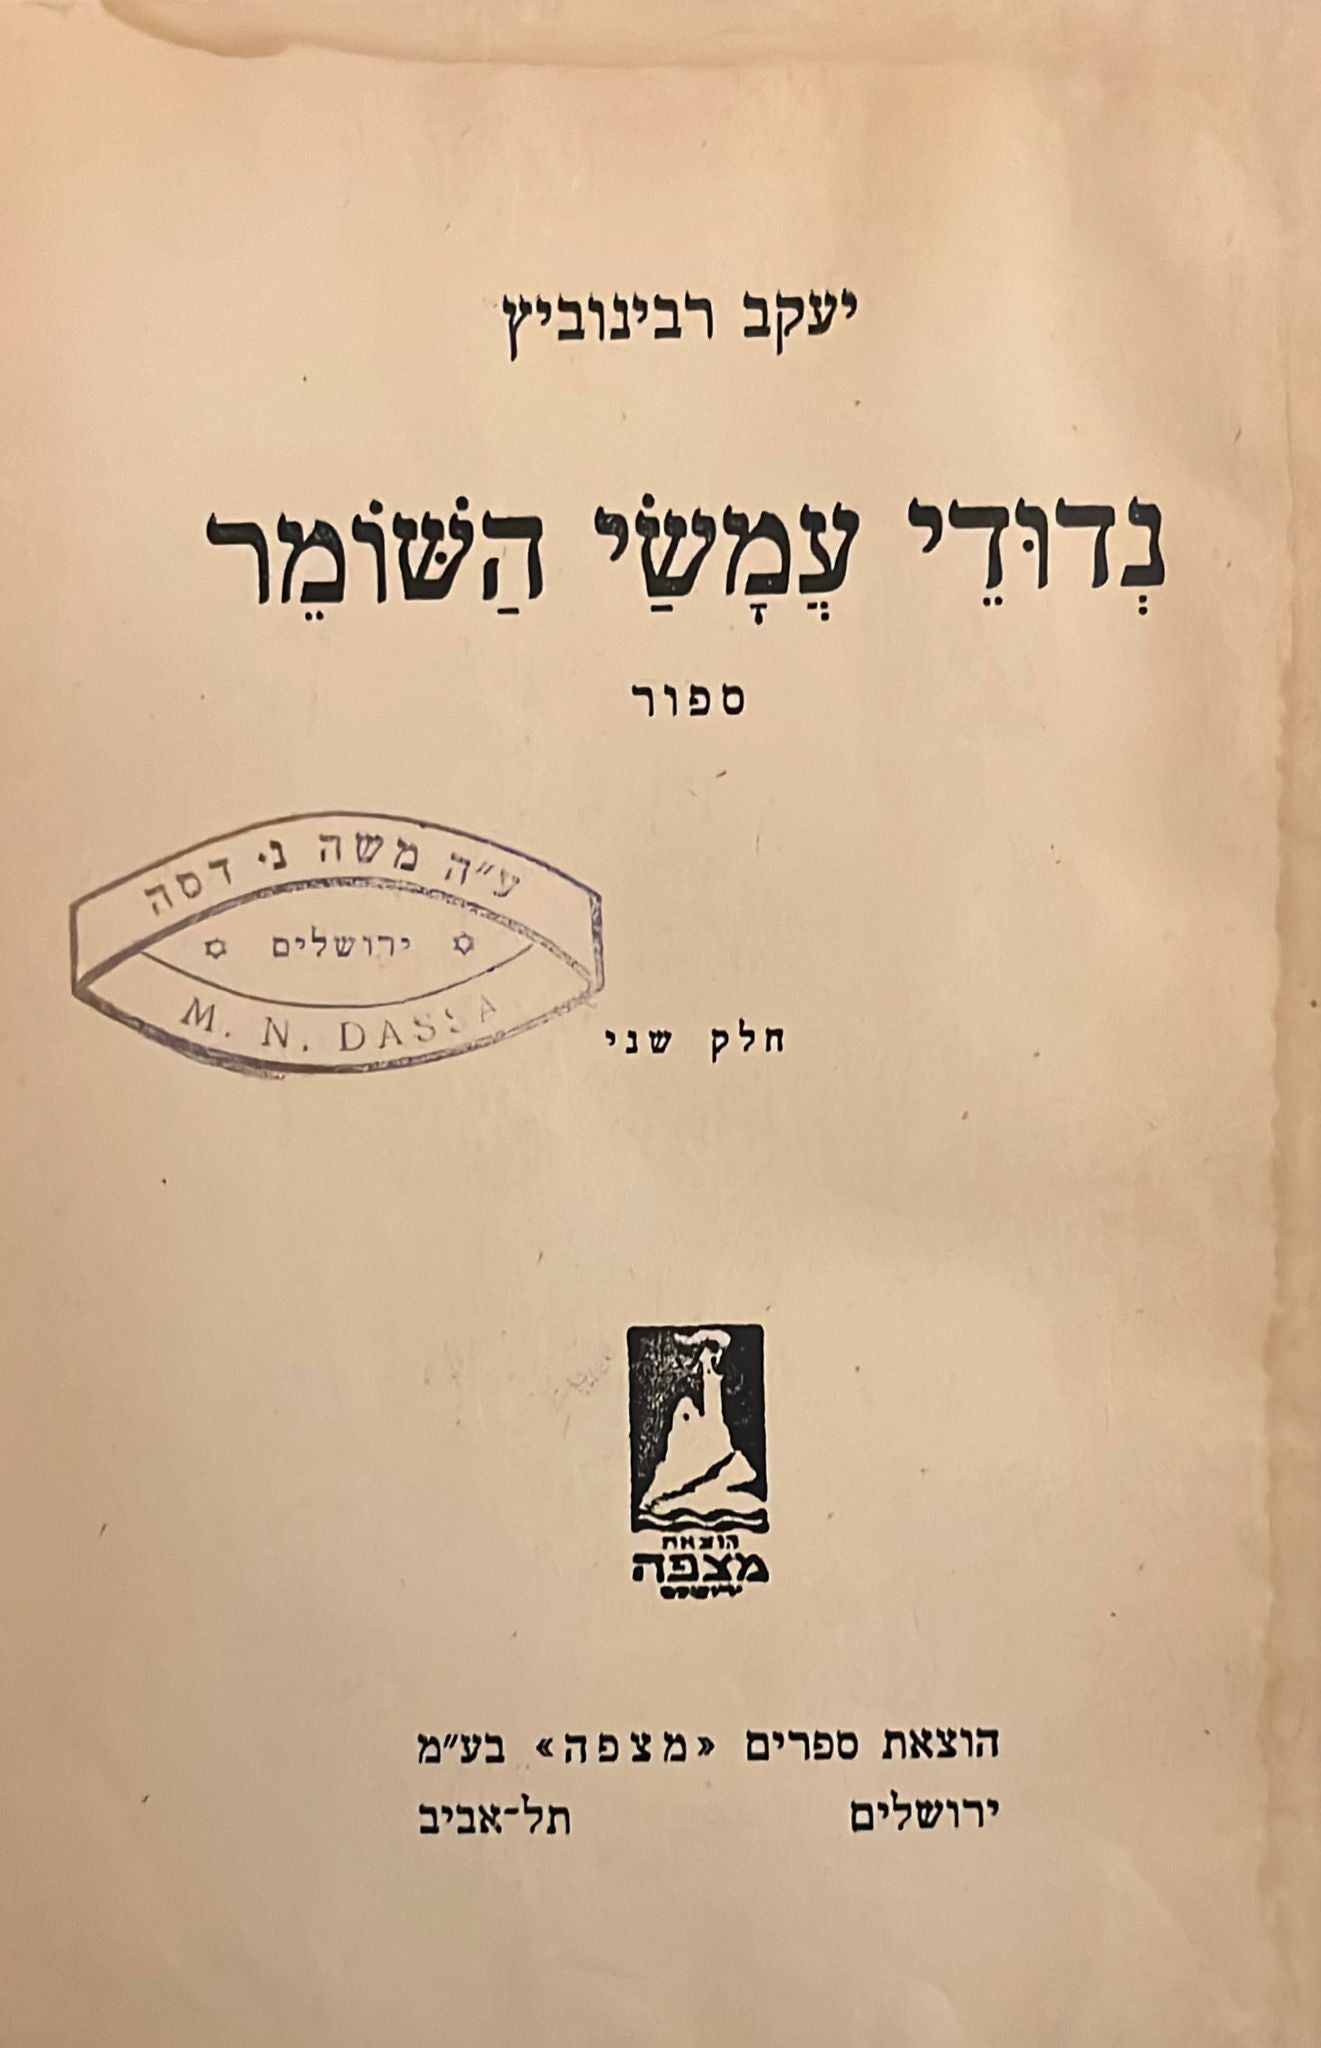 יעקב רבינוביץ
נְדוּדֵי עֲמָשַׂי הַשּׁוֹמֵר
ספור
ע״ה משה נ. דסה
ירושלים
M. N. DASSA
חלק שני
הוצאת
מצפה
ירושלים
הוצאת ספרים «מצפה» בע״מ
ירושלים תל-אביב